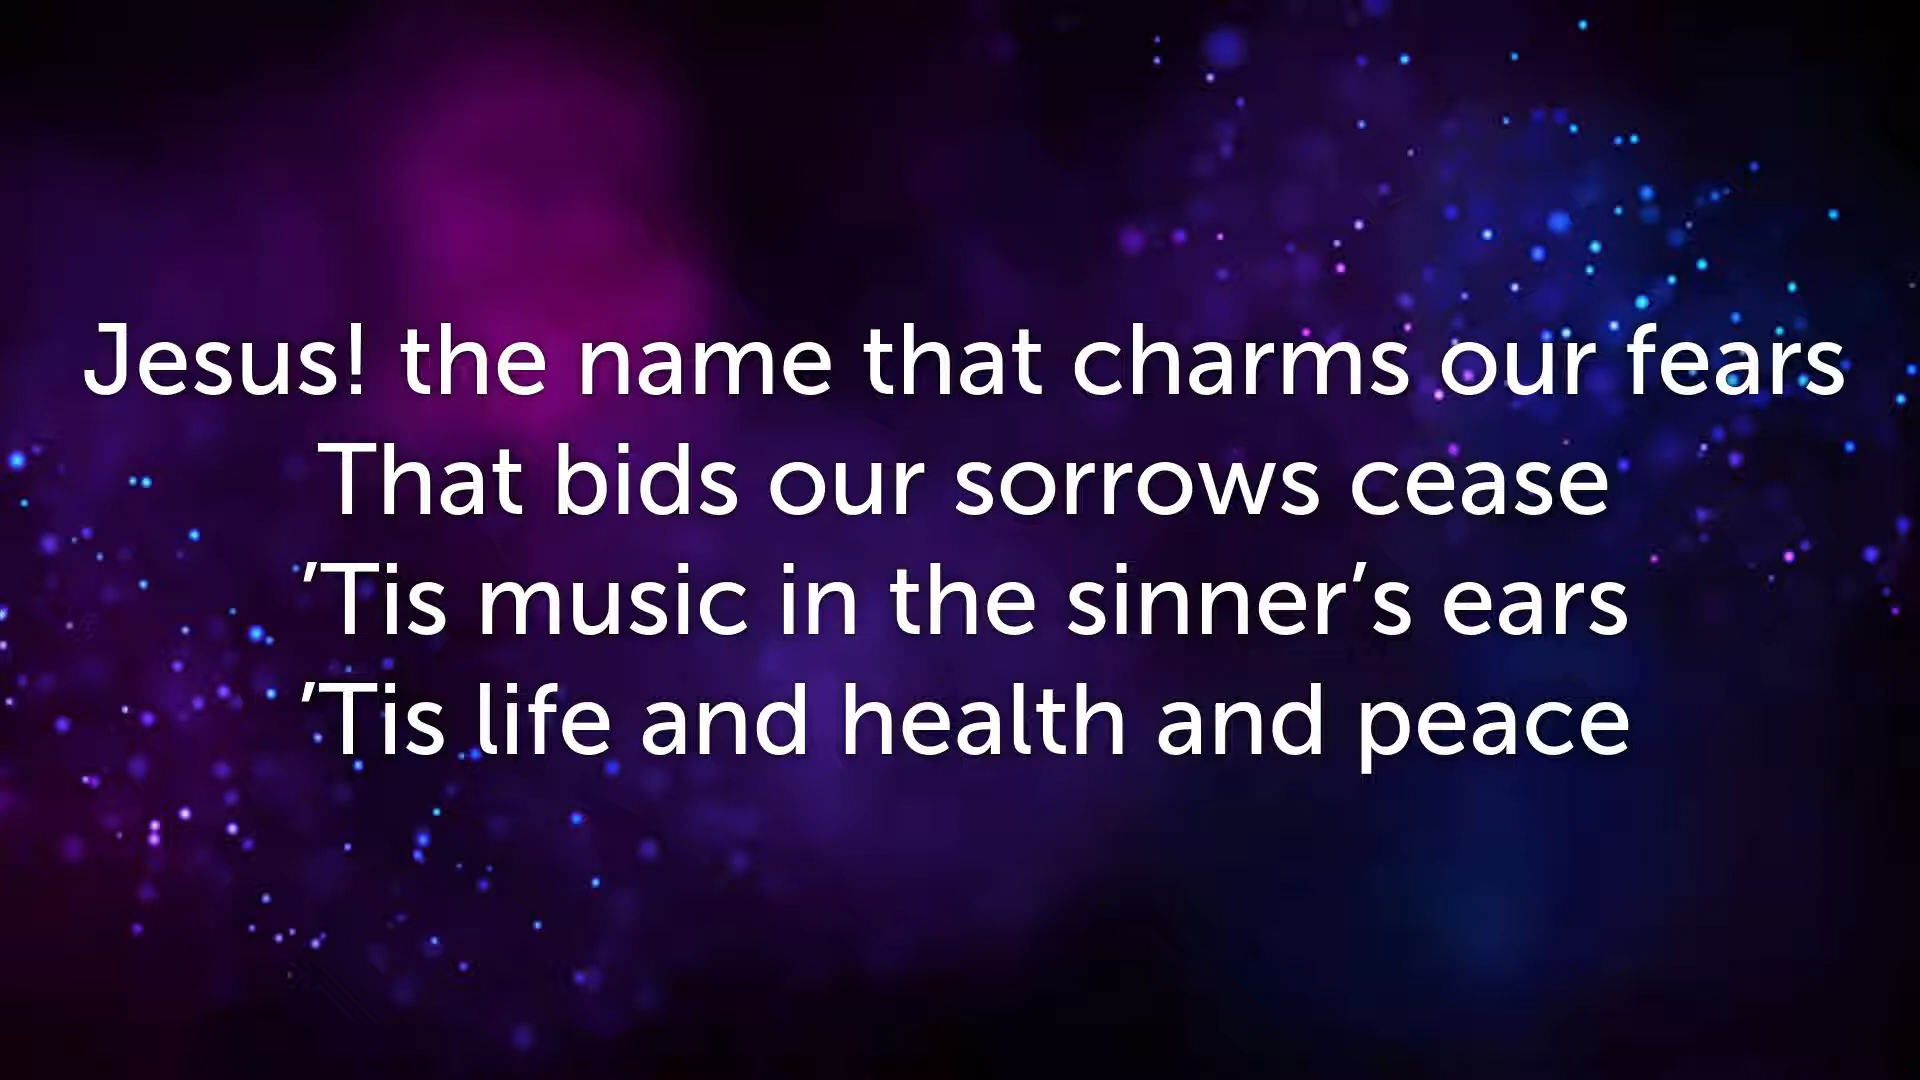 Jesus! the name that charms our fears
That bids our sorrows cease
’Tis music in the sinner’s ears
’Tis life and health and peace